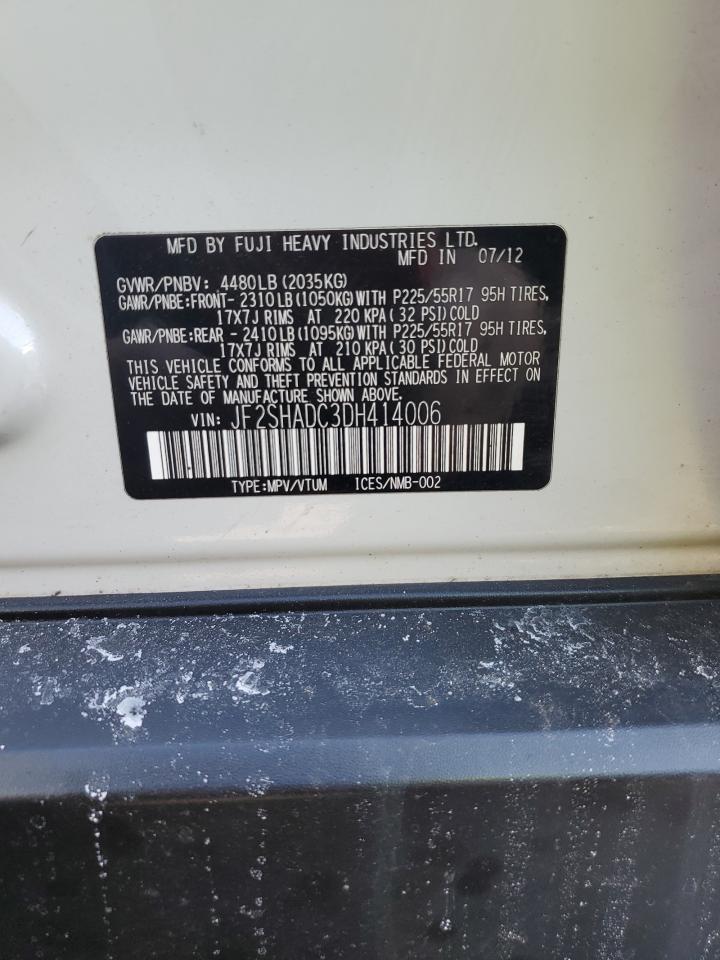 MFD BY FUJI HEAVY INDUSTRIES LTD.
MFD IN 07/12
GVWR/PNBV: 4480LB(2035KG)
GAWR/PNBE:FRONT- 2310LB(1050KG)WITH P225/55R17 95H TIRES,
17X7J RIMS AT 220 KPA( 32 PSI)COLD
GAWR/PNBE:REAR - 2410LB(1095KG)WITH P225/55R17 95H TIRES,
17X7J RIMS AT 210 KPA( 30 PSI)COLD
THIS VEHICLE CONFORMS TO ALL APPLICABLE FEDERAL MOTOR
VEHICLE SAFETY AND THEFT PREVENTION STANDARDS IN EFFECT ON
THE DATE OF MANUFACTURE SHOWN ABOVE.
VIN: JF2SHADC3DH414006
TYPE:MPV/VTUM ICES/NMB-002